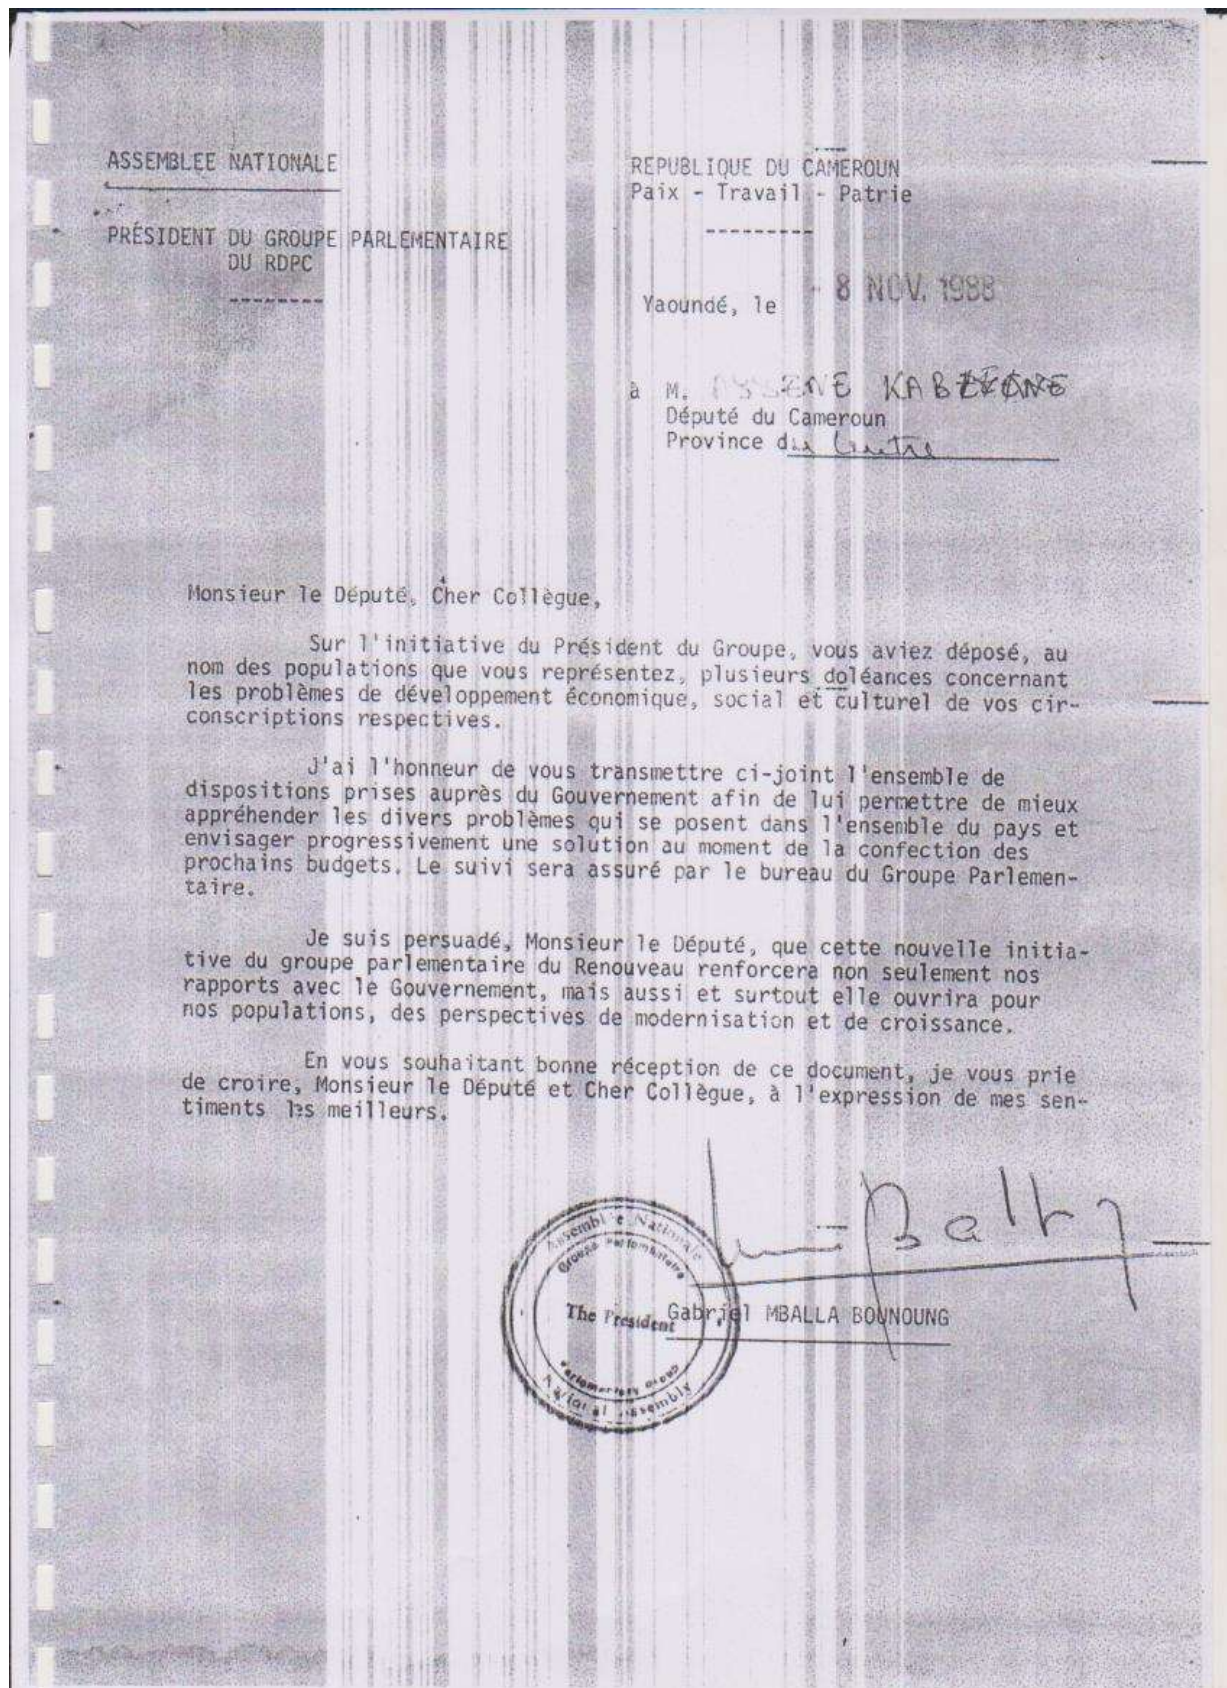 ASSEMBLEE NATIONALE
PRÉSIDENT DU GROUPE PARLEMENTAIRE
DU RDPC
--------
REPUBLIQUE DU CAMEROUN
Paix - Travail - Patrie
---------
Yaoundé, le - 8 NOV. 1988
à M.
Député du Cameroun
Province du Centre
Monsieur le Député, Cher Collègue,
Sur l'initiative du Président du Groupe, vous aviez déposé, au
nom des populations que vous représentez, plusieurs doléances concernant
les problèmes de développement économique, social et culturel de vos cir-
conscriptions respectives.
J'ai l'honneur de vous transmettre ci-joint l'ensemble de
dispositions prises auprès du Gouvernement afin de lui permettre de mieux
appréhender les divers problèmes qui se posent dans l'ensemble du pays et
envisager progressivement une solution au moment de la confection des
prochains budgets. Le suivi sera assuré par le bureau du Groupe Parlemen-
taire.
Je suis persuadé, Monsieur le Député, que cette nouvelle initia-
tive du groupe parlementaire du Renouveau renforcera non seulement nos
rapports avec le Gouvernement, mais aussi et surtout elle ouvrira pour
nos populations, des perspectives de modernisation et de croissance.
En vous souhaitant bonne réception de ce document, je vous prie
de croire, Monsieur le Député et Cher Collègue, à l'expression de mes sen-
timents les meilleurs.
Assemblée Nationale
Groupe Parlementaire
The President
Parliamentary Group
National Assembly
Gabriel MBALLA BOUNOUNG